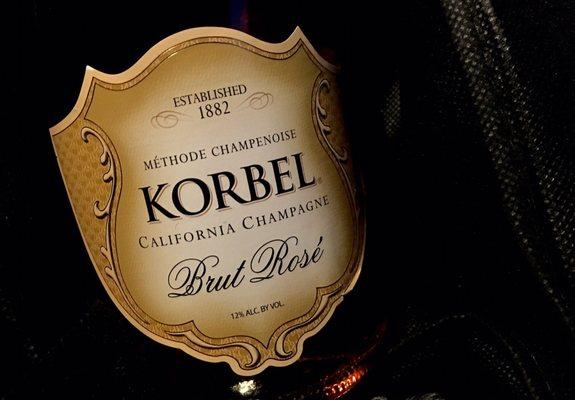 ESTABLISHED
1882
MÉTHODE CHAMPENOISE
KORBEL®
CALIFORNIA CHAMPAGNE
Brut Rosé
12% ALC. BY VOL.